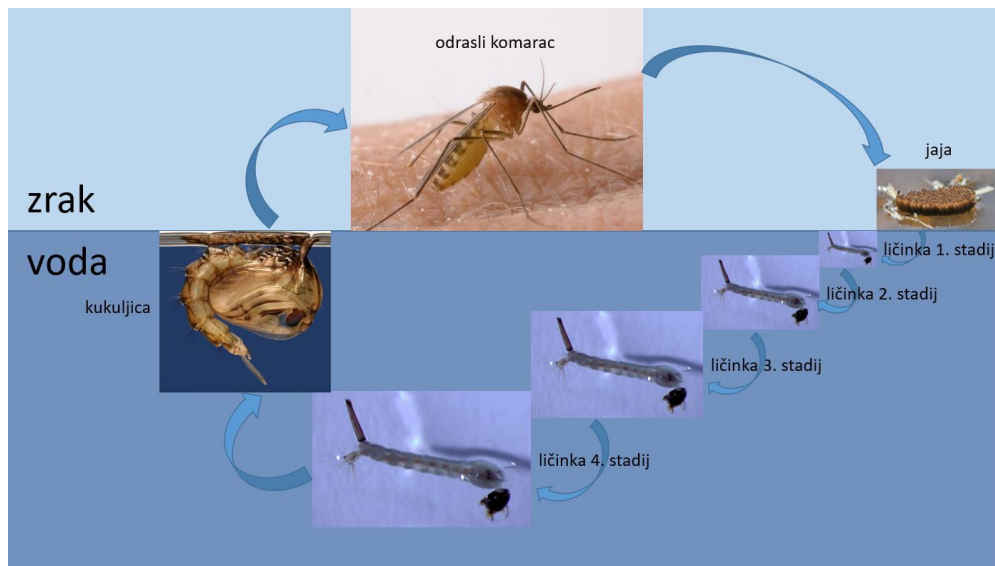 odrasli komarac
jaja
zrak
voda
ličinka 1. stadij
ličinka 2. stadij
kukuljica
ličinka 3. stadij
ličinka 4. stadij